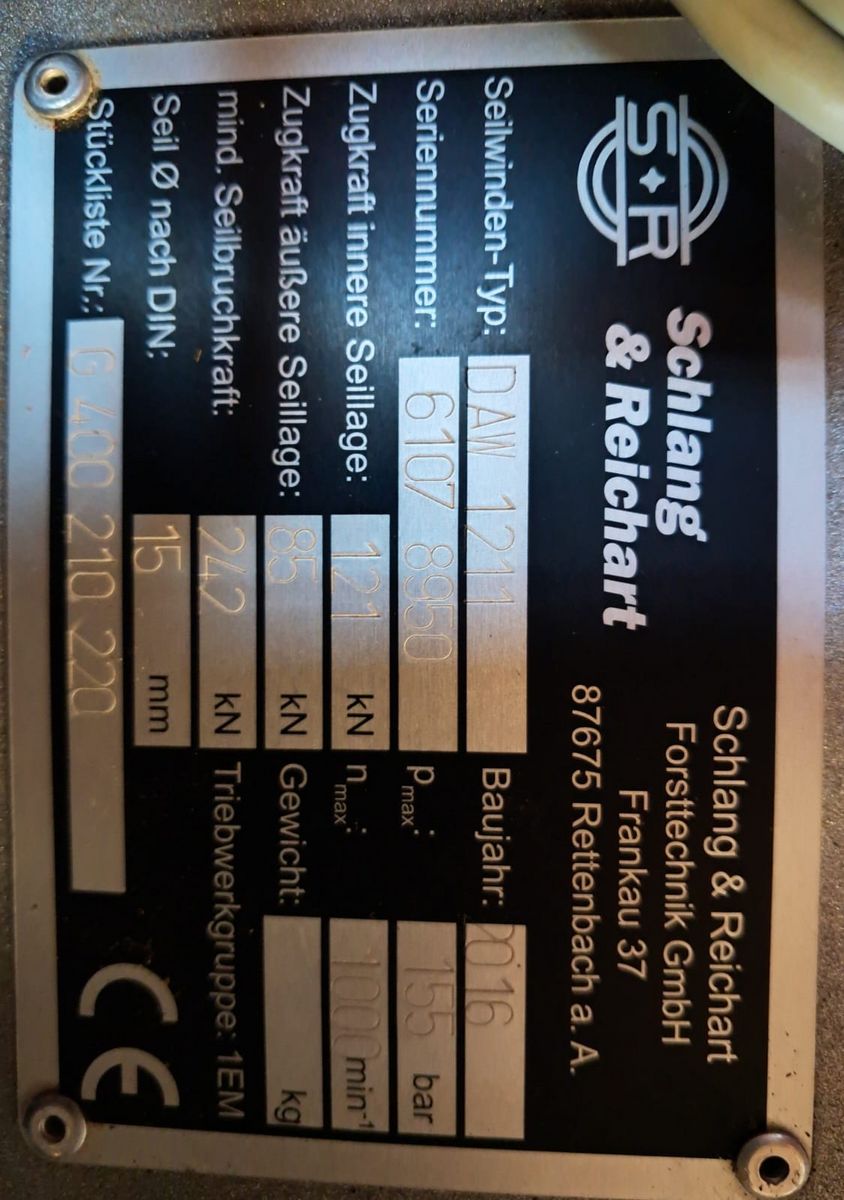 S+R
Schlang
& Reichart
Schlang & Reichart
Forsttechnik GmbH
Frankau 37
87675 Rettenbach a. A.
Seilwinden-Typ: DAW 1211 Baujahr: 2016
Seriennummer: 6107 8950 pmax: 155 bar
Zugkraft innere Seillage: 121 kN nmax: 1000 min-1
Zugkraft äußere Seillage: 85 kN Gewicht: kg
mind. Seilbruchkraft: 242 kN Triebwerkgruppe: 1EM
Seil Ø nach DIN: 15 mm
Stückliste Nr.: G 400 210 220
CE